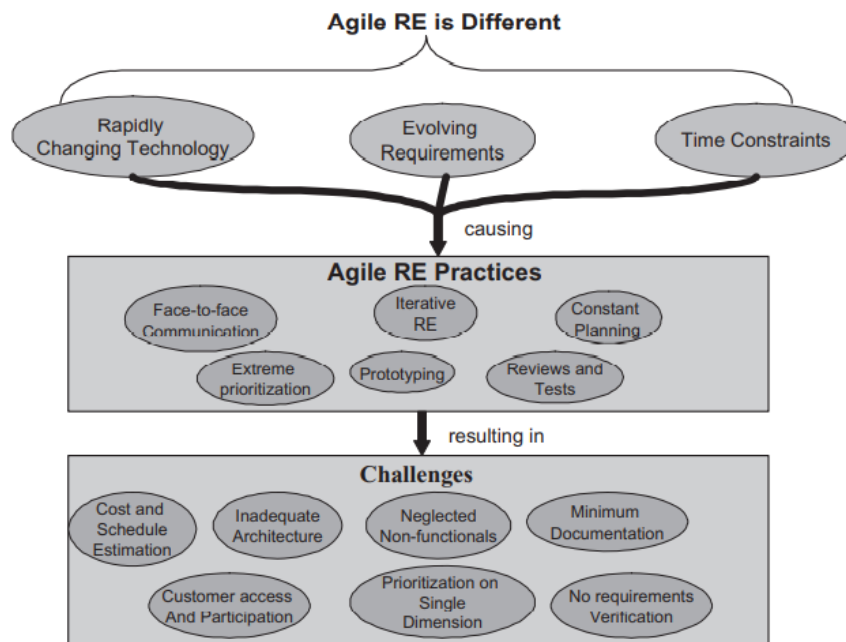 Agile RE is Different
Rapidly
Changing Technology
Evolving
Requirements
Time Constraints
causing
Agile RE Practices
Face-to-face
Communication
Iterative
RE
Constant
Planning
Extreme
prioritization
Prototyping
Reviews and
Tests
resulting in
Challenges
Cost and
Schedule
Estimation
Inadequate
Architecture
Neglected
Non-functionals
Minimum
Documentation
Customer access
And Participation
Prioritization on
Single
Dimension
No requirements
Verification